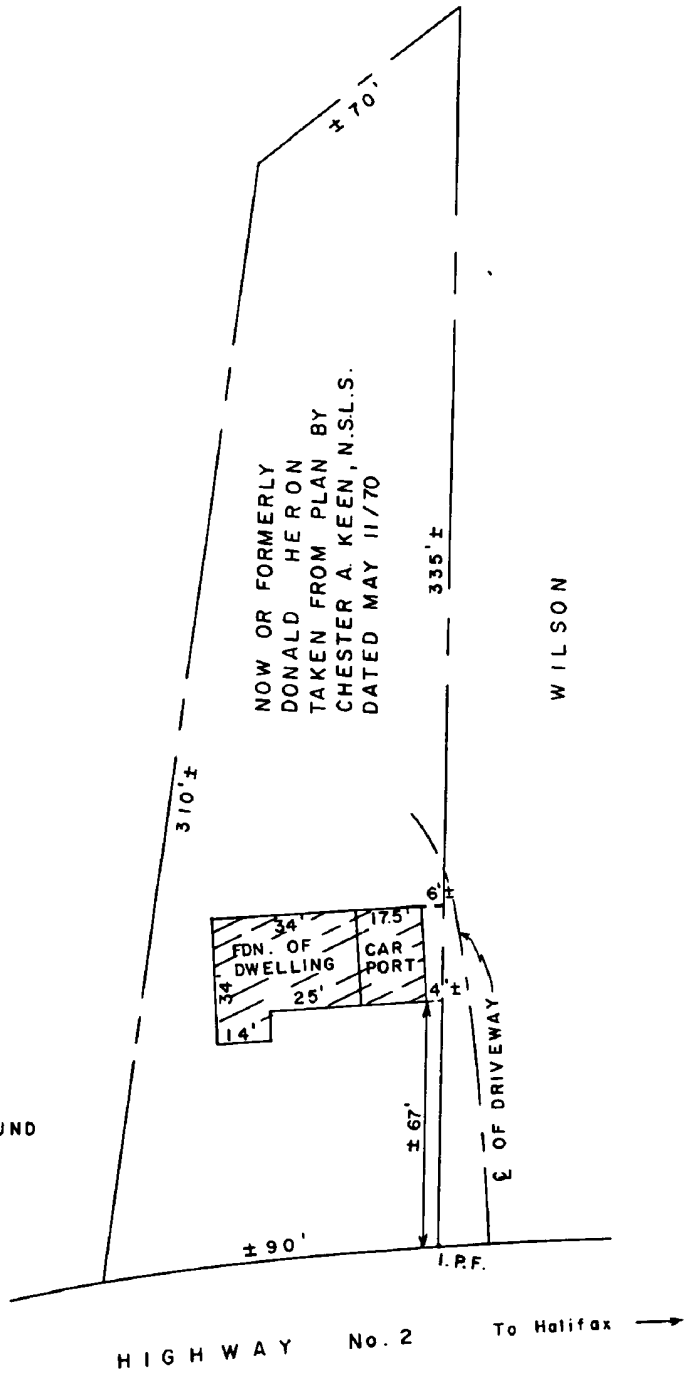 ± 70'
NOW OR FORMERLY
DONALD HERON
TAKEN FROM PLAN BY
CHESTER A. KEEN, N.S.L.S.
DATED MAY 11/70
335'±
WILSON
310'±
6'±
34'
17.5'
FDN. OF
DWELLING
CAR
PORT
34
25'
4'±
14'
± 67'
℄ OF DRIVEWAY
UND
± 90'
I.P.F.
HIGHWAY No. 2
To Halifax